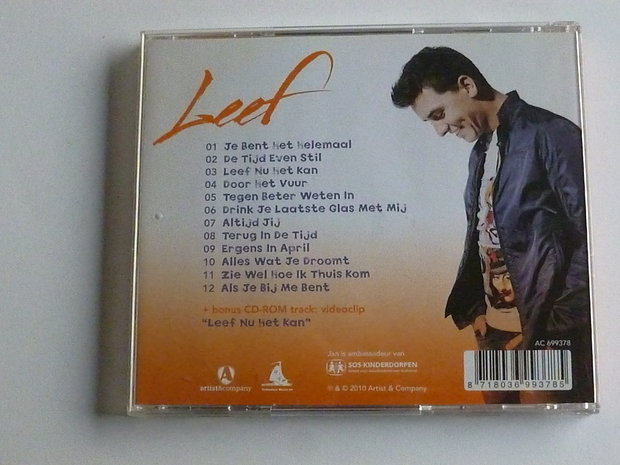 Leef
01 Je Bent Het Helemaal
02 De Tijd Even Stil
03 Leef Nu Het Kan
04 Door Het Vuur
05 Tegen Beter Weten In
06 Drink Je Laatste Glas Met Mij
07 Altijd Jij
08 Terug In De Tijd
09 Ergens In April
10 Alles Wat Je Droomt
11 Zie Wel Hoe Ik Thuis Kom
12 Als Je Bij Me Bent
+ bonus CD-ROM track: videoclip
"Leef Nu Het Kan"
AC 699378
Jan is ambassadeur van
SOS-KINDERDORPEN
A
artist&company
℗ & © 2010 Artist & Company
8 718036 993785